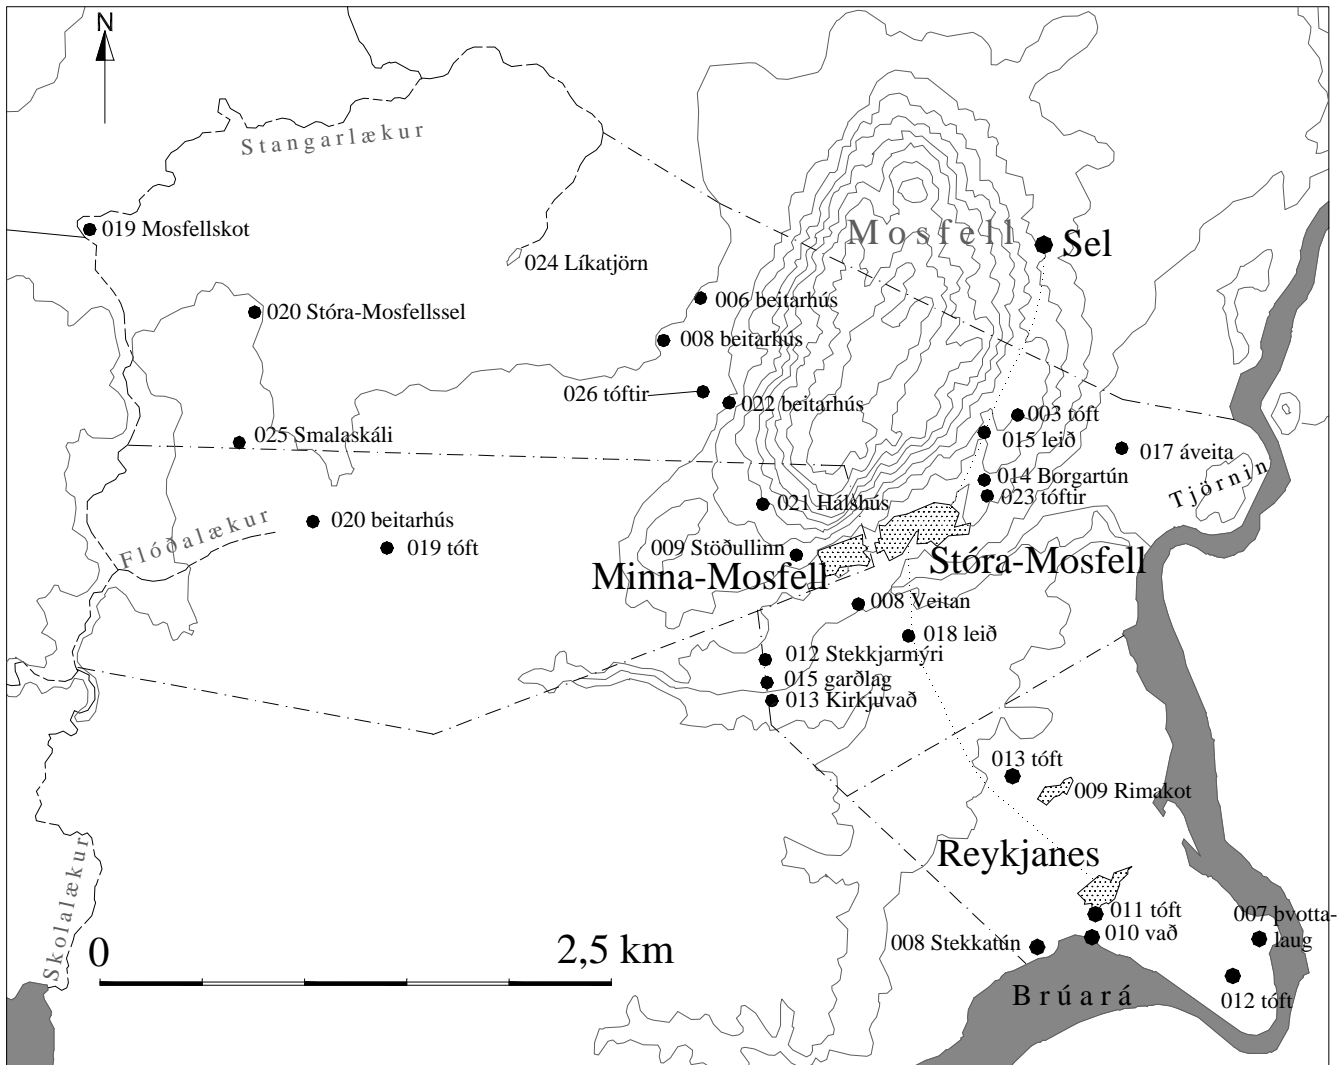 N
Stangarlækur
019 Mosfellskot
Mosfell
Sel
024 Líkatjörn
020 Stóra-Mosfellssel
006 beitarhús
008 beitarhús
026 tóftir
022 beitarhús
003 tóft
015 leið
025 Smalaskáli
017 áveita
014 Borgartún
023 tóftir
Tjörnin
021 Hálshús
020 beitarhús
Flóðalækur
019 tóft
009 Stöðullinn
Stóra-Mosfell
Minna-Mosfell
008 Veitan
018 leið
012 Stekkjarmýri
015 garðlag
013 Kirkjuvað
013 tóft
009 Rimakot
Reykjanes
Skolalækur
011 tóft
007 þvotta-
laug
010 vað
008 Stekkatún
0
2,5 km
Brúará
012 tóft